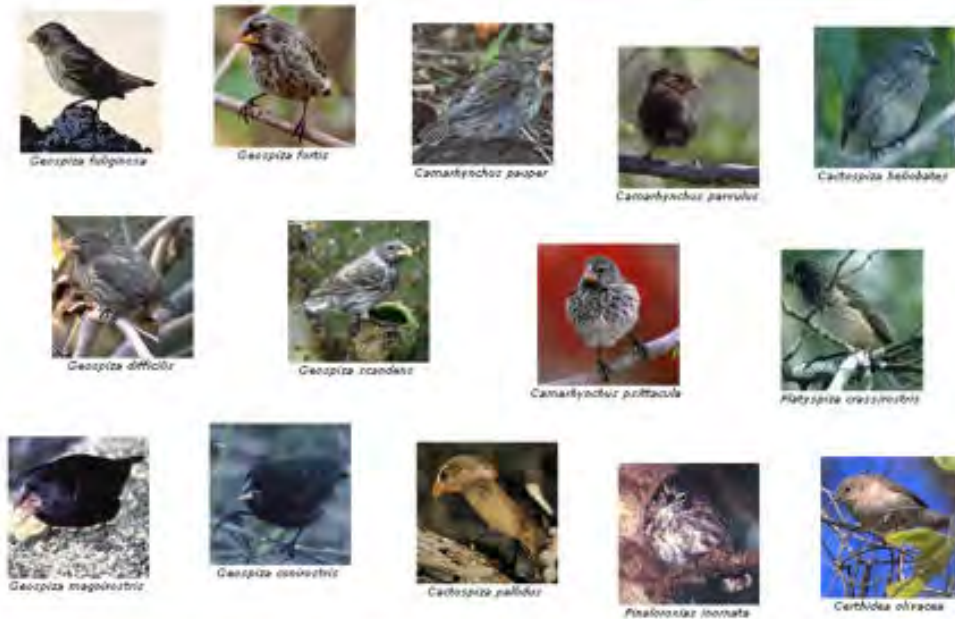 Geospiza fuliginosa
Geospiza fortis
Camarhynchus pauper
Camarhynchus parvulus
Cactospiza heliobates
Geospiza difficilis
Geospiza scandens
Camarhynchus psittacula
Platyspiza crassirostris
Geospiza magnirostris
Geospiza conirostris
Cactospiza pallidus
Pinaloroxias inornata
Certhidea olivacea